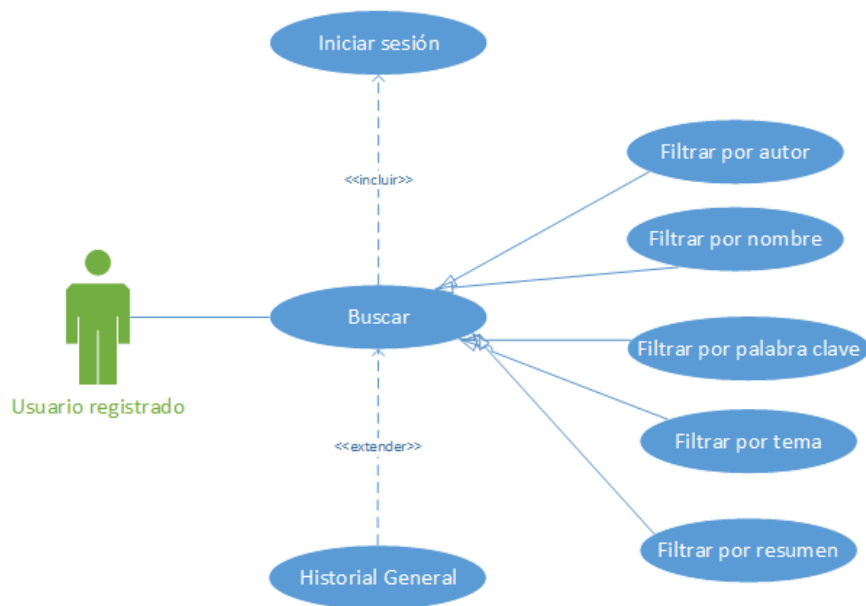 Iniciar sesión
Filtrar por autor
<<incluir>>
Filtrar por nombre
Buscar
Filtrar por palabra clave
Usuario registrado
Filtrar por tema
<<extender>>
Filtrar por resumen
Historial General